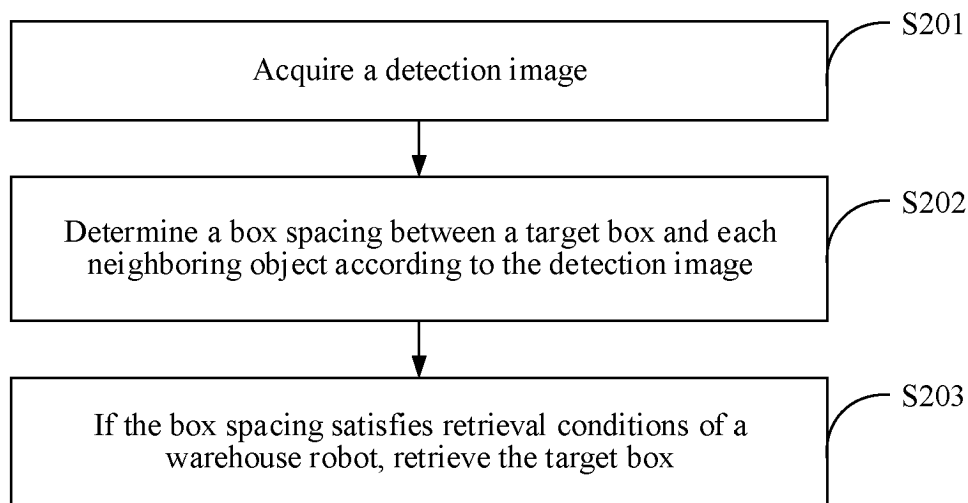 S201
Acquire a detection image
S202
Determine a box spacing between a target box and each
neighboring object according to the detection image
S203
If the box spacing satisfies retrieval conditions of a
warehouse robot, retrieve the target box